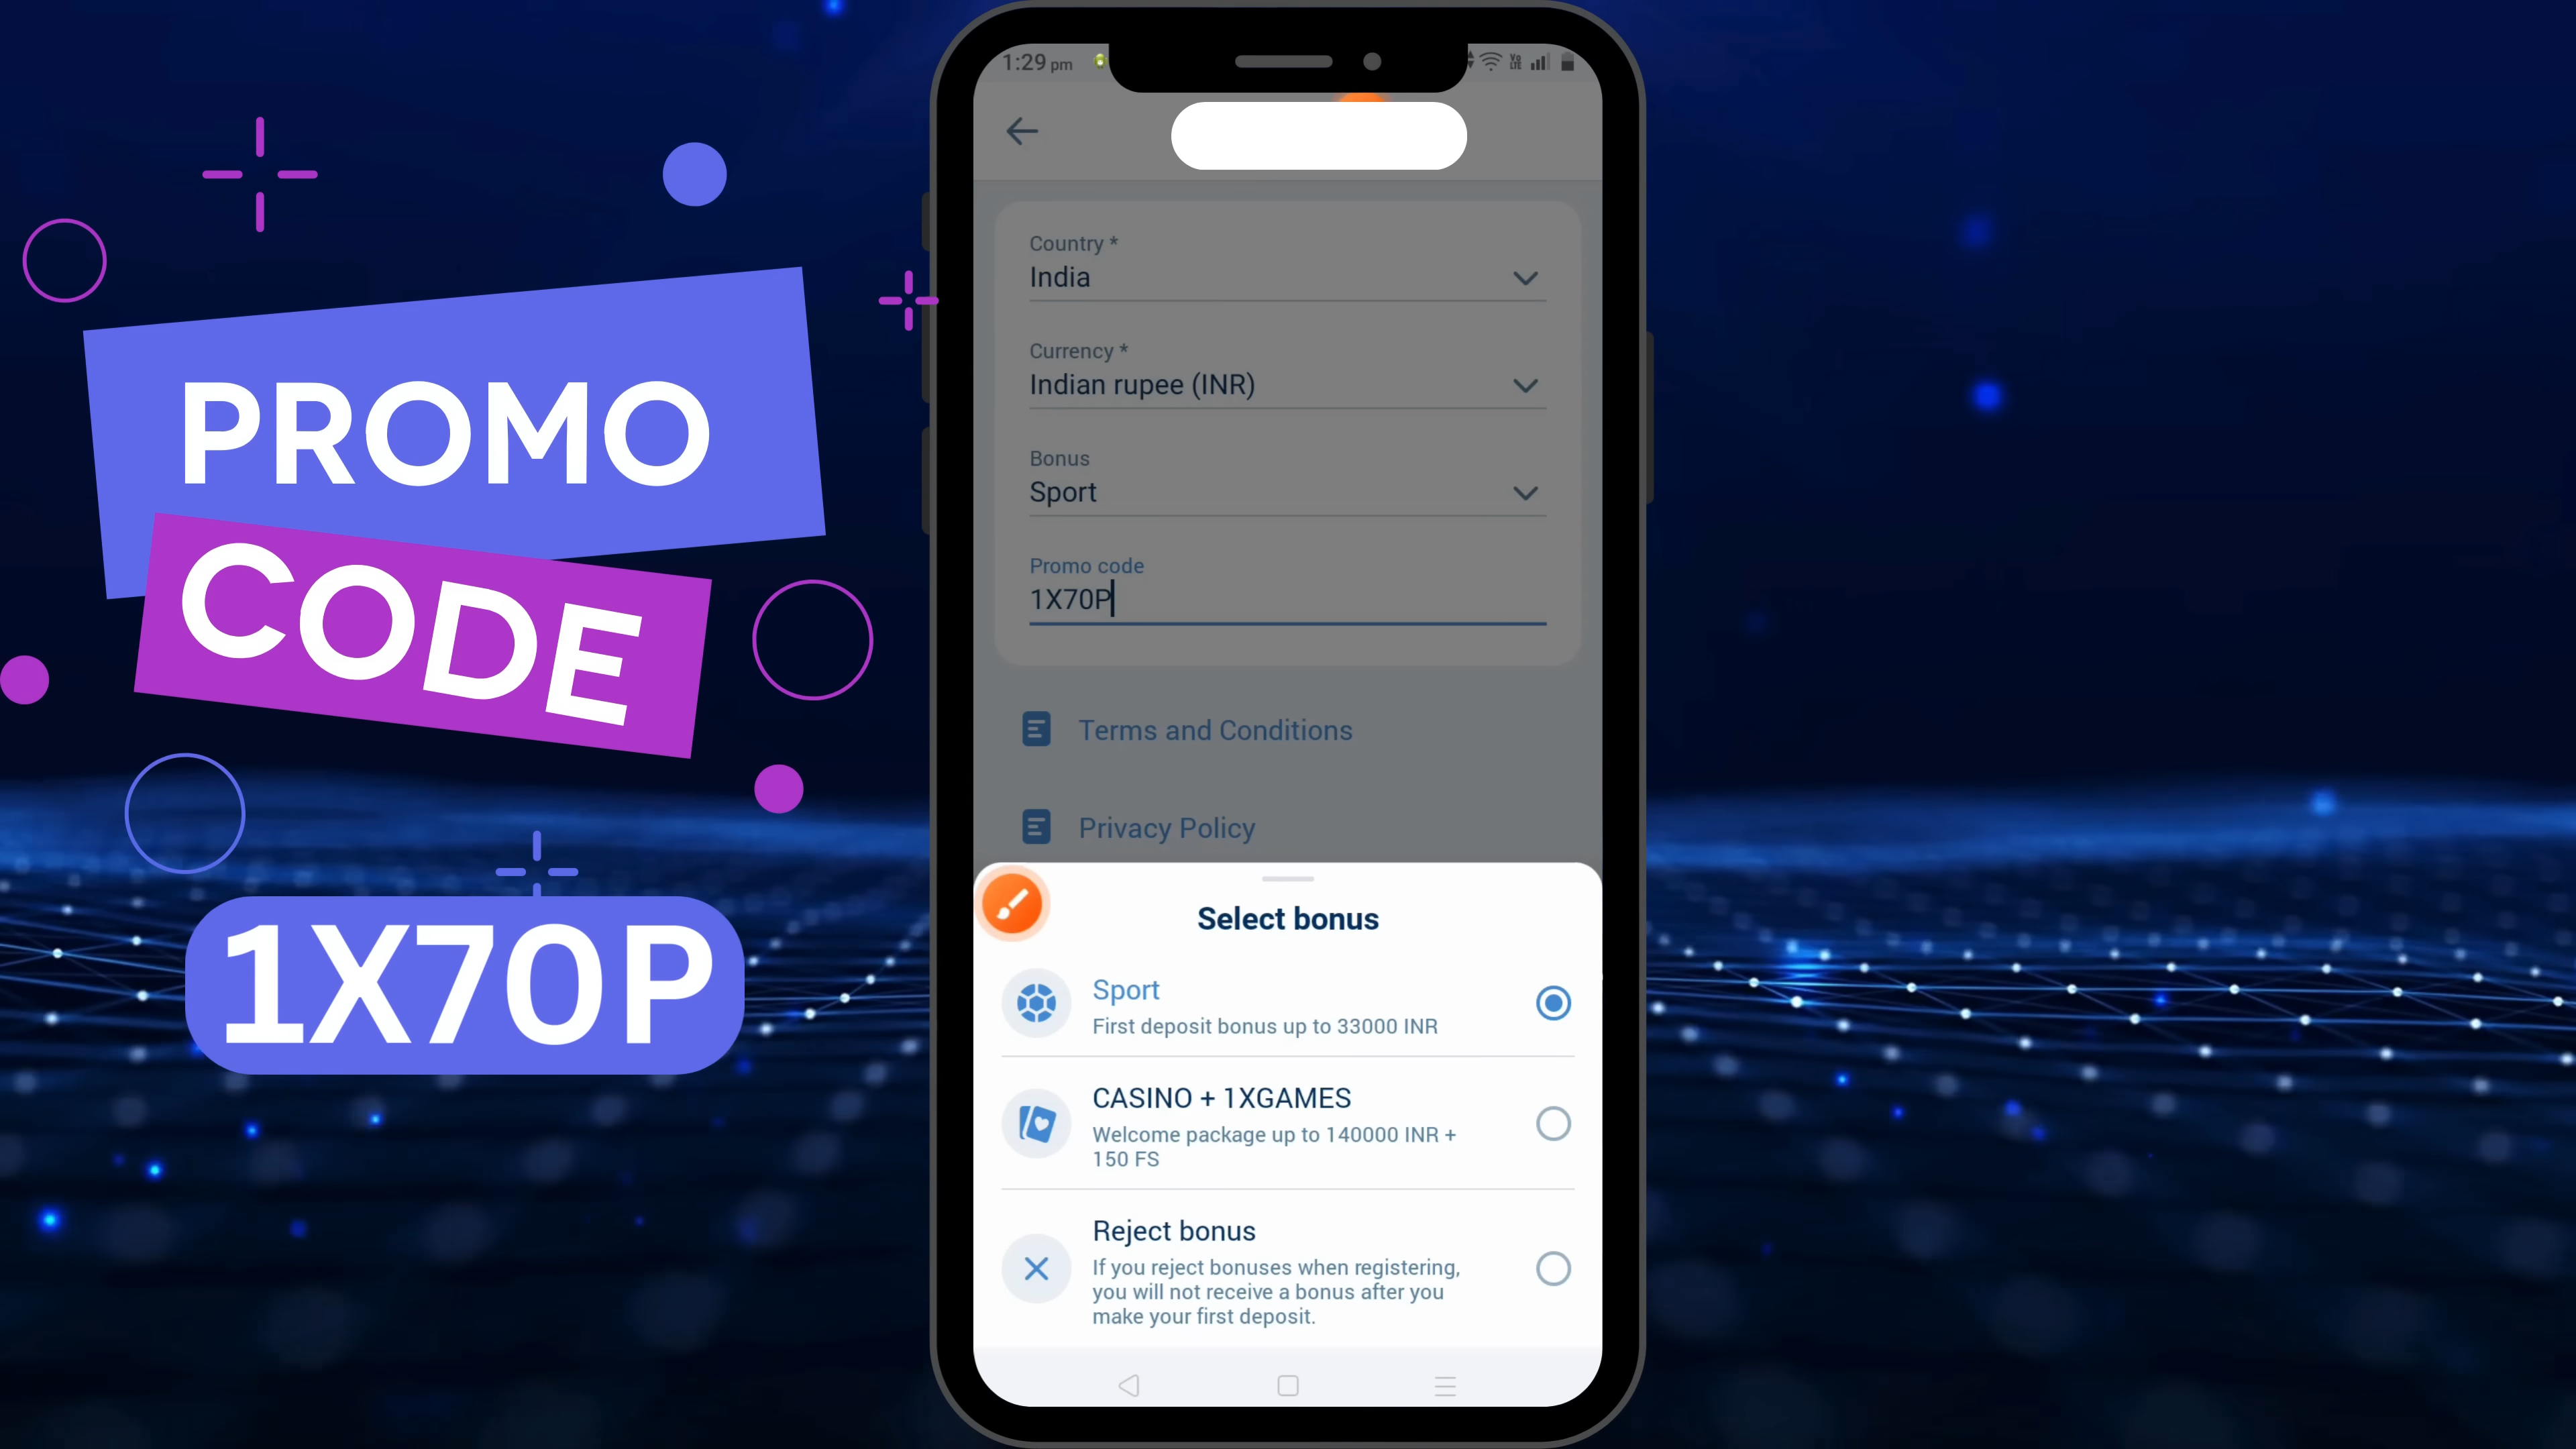 PROMO
CODE
1X70P
1:29 pm
Country *
India
Currency *
Indian rupee (INR)
Bonus
Sport
Promo code
1X70P
Terms and Conditions
Privacy Policy
Select bonus
Sport
First deposit bonus up to 33000 INR
CASINO + 1XGAMES
Welcome package up to 140000 INR +
150 FS
Reject bonus
If you reject bonuses when registering,
you will not receive a bonus after you
make your first deposit.